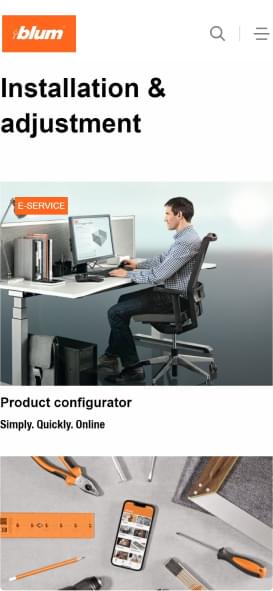 blum
Installation &
adjustment
E-SERVICE
Product configurator
Simply. Quickly. Online